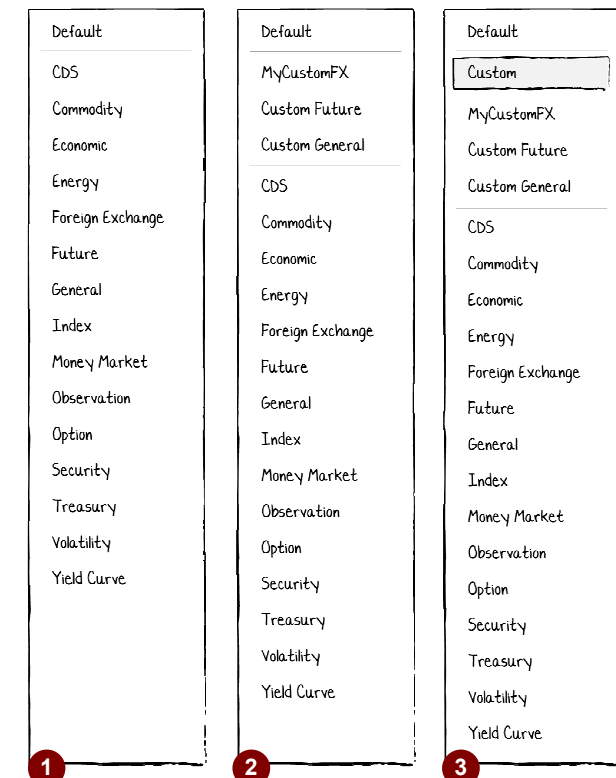 Default
CDS
Commodity
Economic
Energy
Foreign Exchange
Future
General
Index
Money Market
Observation
Option
Security
Treasury
Volatility
Yield Curve
1
Default
MyCustomFX
Custom Future
Custom General
CDS
Commodity
Economic
Energy
Foreign Exchange
Future
General
Index
Money Market
Observation
Option
Security
Treasury
Volatility
Yield Curve
2
Default
Custom
MyCustomFX
Custom Future
Custom General
CDS
Commodity
Economic
Energy
Foreign Exchange
Future
General
Index
Money Market
Observation
Option
Security
Treasury
Volatility
Yield Curve
3